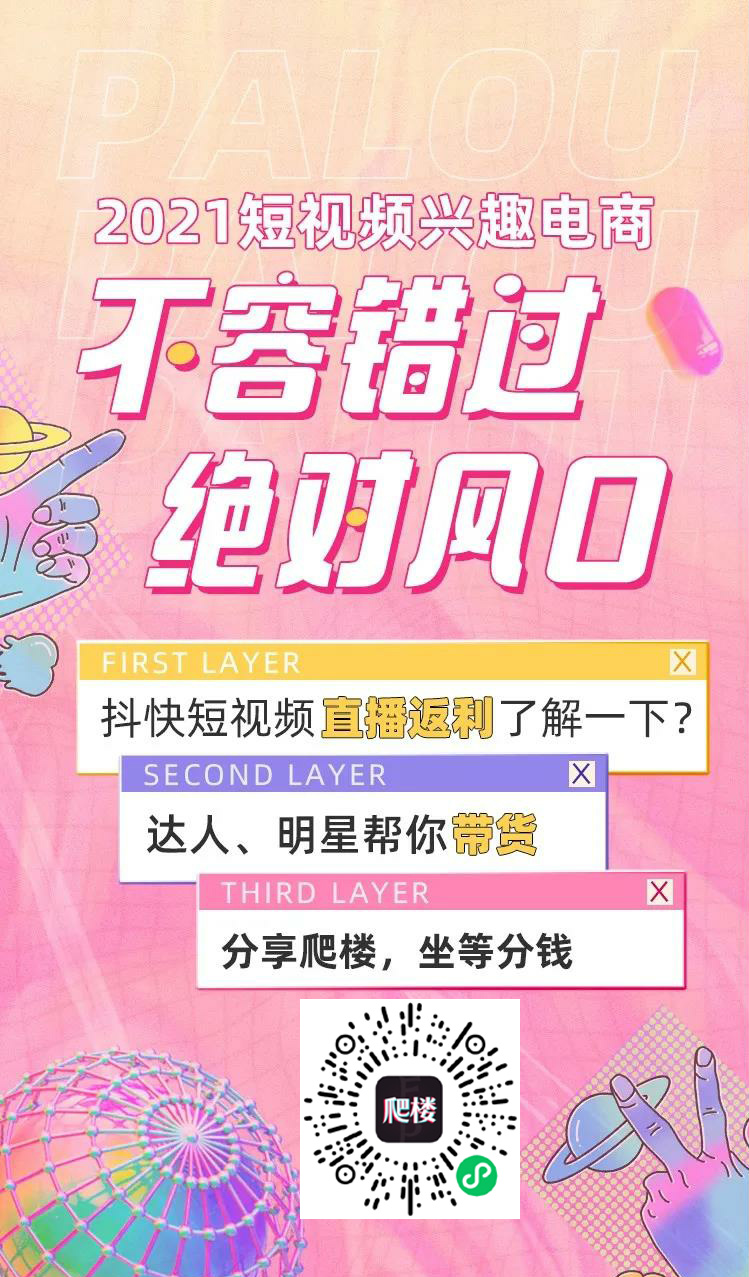 PALOU
PALOU
2021短视频兴趣电商
不容错过
绝对风口
FIRST LAYER
抖快短视频直播返利了解一下？
SECOND LAYER
达人、明星帮你带货
THIRD LAYER
分享爬楼，坐等分钱
爬楼